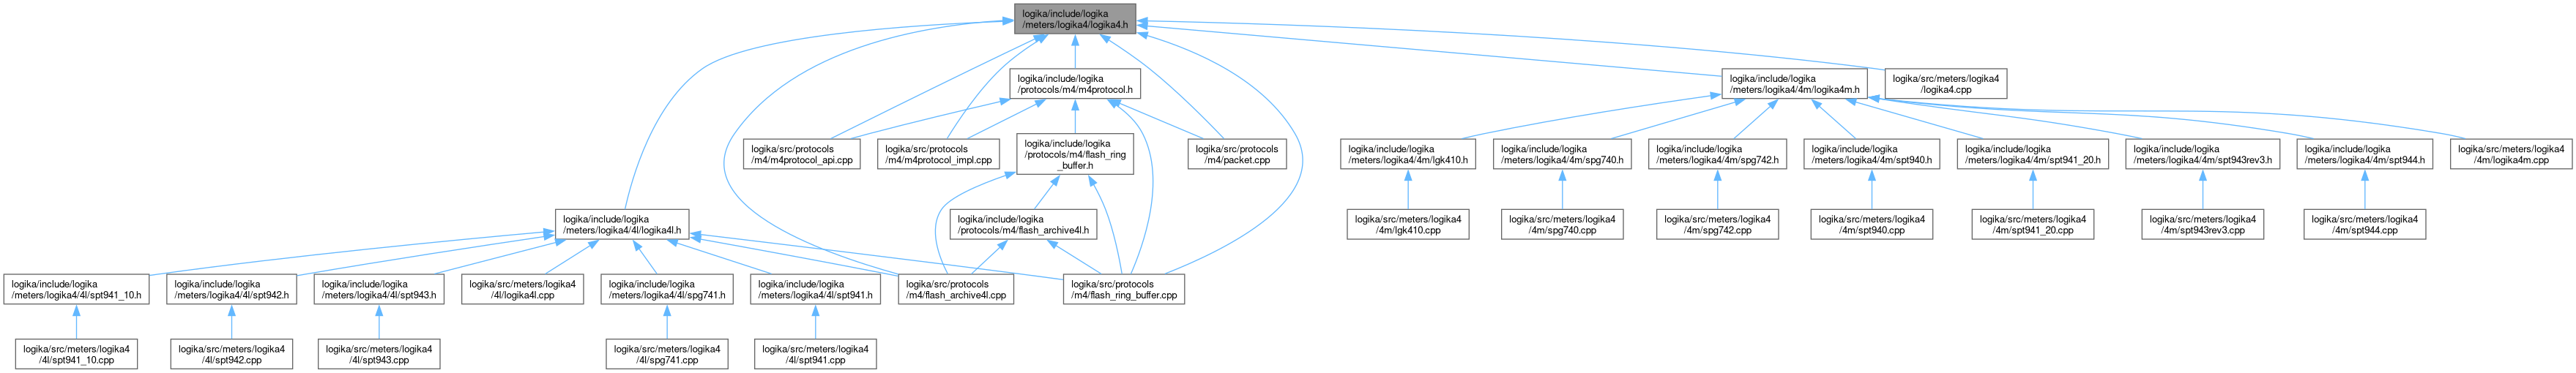 logika/include/logika
/meters/logika4/logika4.h
logika/include/logika
/protocols/m4/m4protocol.h
logika/include/logika
/meters/logika4/4m/logika4m.h
logika/src/meters/logika4
/logika4.cpp
logika/src/protocols
/m4/m4protocol_api.cpp
logika/src/protocols
/m4/m4protocol_impl.cpp
logika/include/logika
/protocols/m4/flash_ring
_buffer.h
logika/src/protocols
/m4/packet.cpp
logika/include/logika
/meters/logika4/4m/lgk410.h
logika/include/logika
/meters/logika4/4m/spg740.h
logika/include/logika
/meters/logika4/4m/spg742.h
logika/include/logika
/meters/logika4/4m/spt940.h
logika/include/logika
/meters/logika4/4m/spt941_20.h
logika/include/logika
/meters/logika4/4m/spt943rev3.h
logika/include/logika
/meters/logika4/4m/spt944.h
logika/src/meters/logika4
/4m/logika4m.cpp
logika/include/logika
/meters/logika4/4l/logika4l.h
logika/include/logika
/protocols/m4/flash_archive4l.h
logika/src/meters/logika4
/4m/lgk410.cpp
logika/src/meters/logika4
/4m/spg740.cpp
logika/src/meters/logika4
/4m/spg742.cpp
logika/src/meters/logika4
/4m/spt940.cpp
logika/src/meters/logika4
/4m/spt941_20.cpp
logika/src/meters/logika4
/4m/spt943rev3.cpp
logika/src/meters/logika4
/4m/spt944.cpp
logika/include/logika
/meters/logika4/4l/spt941_10.h
logika/include/logika
/meters/logika4/4l/spt942.h
logika/include/logika
/meters/logika4/4l/spt943.h
logika/src/meters/logika4
/4l/logika4l.cpp
logika/include/logika
/meters/logika4/4l/spg741.h
logika/include/logika
/meters/logika4/4l/spt941.h
logika/src/protocols
/m4/flash_archive4l.cpp
logika/src/protocols
/m4/flash_ring_buffer.cpp
logika/src/meters/logika4
/4l/spt941_10.cpp
logika/src/meters/logika4
/4l/spt942.cpp
logika/src/meters/logika4
/4l/spt943.cpp
logika/src/meters/logika4
/4l/spg741.cpp
logika/src/meters/logika4
/4l/spt941.cpp